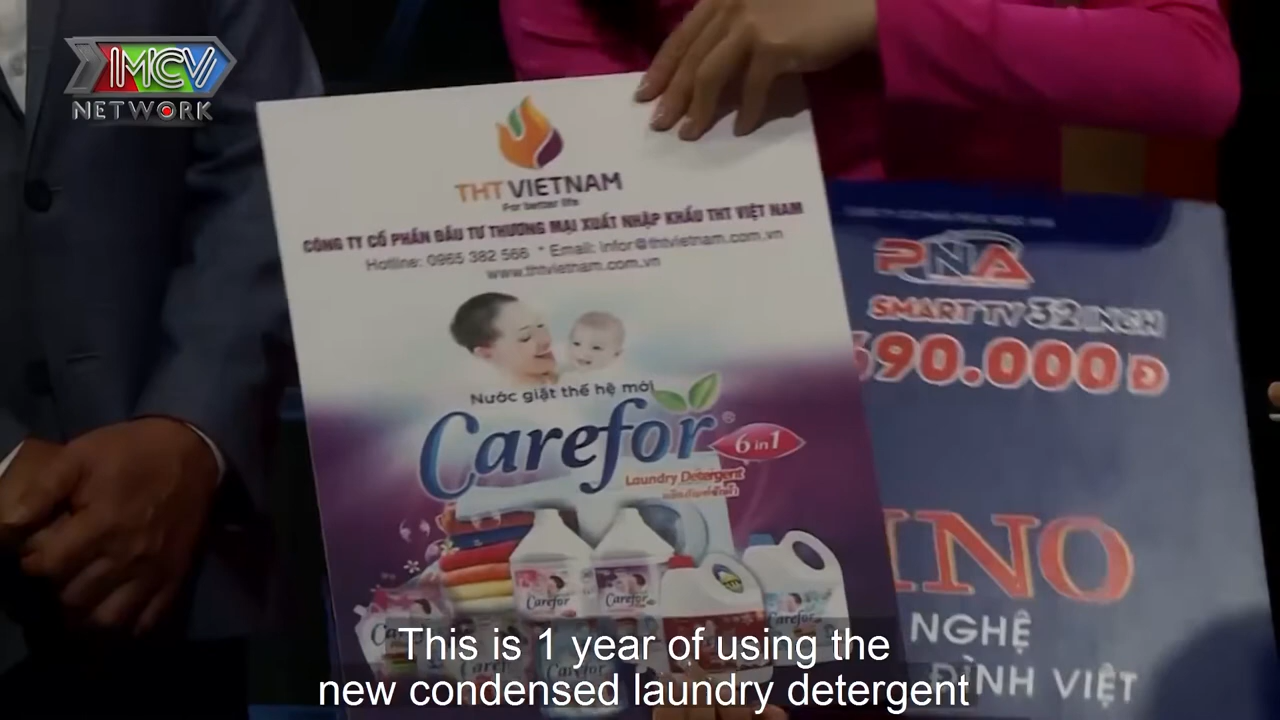 MCV
NETWORK
THT VIETNAM
For better life
CÔNG TY CỔ PHẦN ĐẦU TƯ THƯƠNG MẠI XUẤT NHẬP KHẨU THT VIỆT NAM
Hotline: 0965 382 566 * Email: infor@thtvietnam.com.vn
www.thtvietnam.com.vn
Nước giặt thế hệ mới
Carefor®
6 in 1
Laundry Detergent
Carefor
Carefor
Carefor
Carefor
PNA
SMART TV 32 INCH
690.000 Đ
INO
NGHỆ
ĐÌNH VIỆT
This is 1 year of using the
new condensed laundry detergent